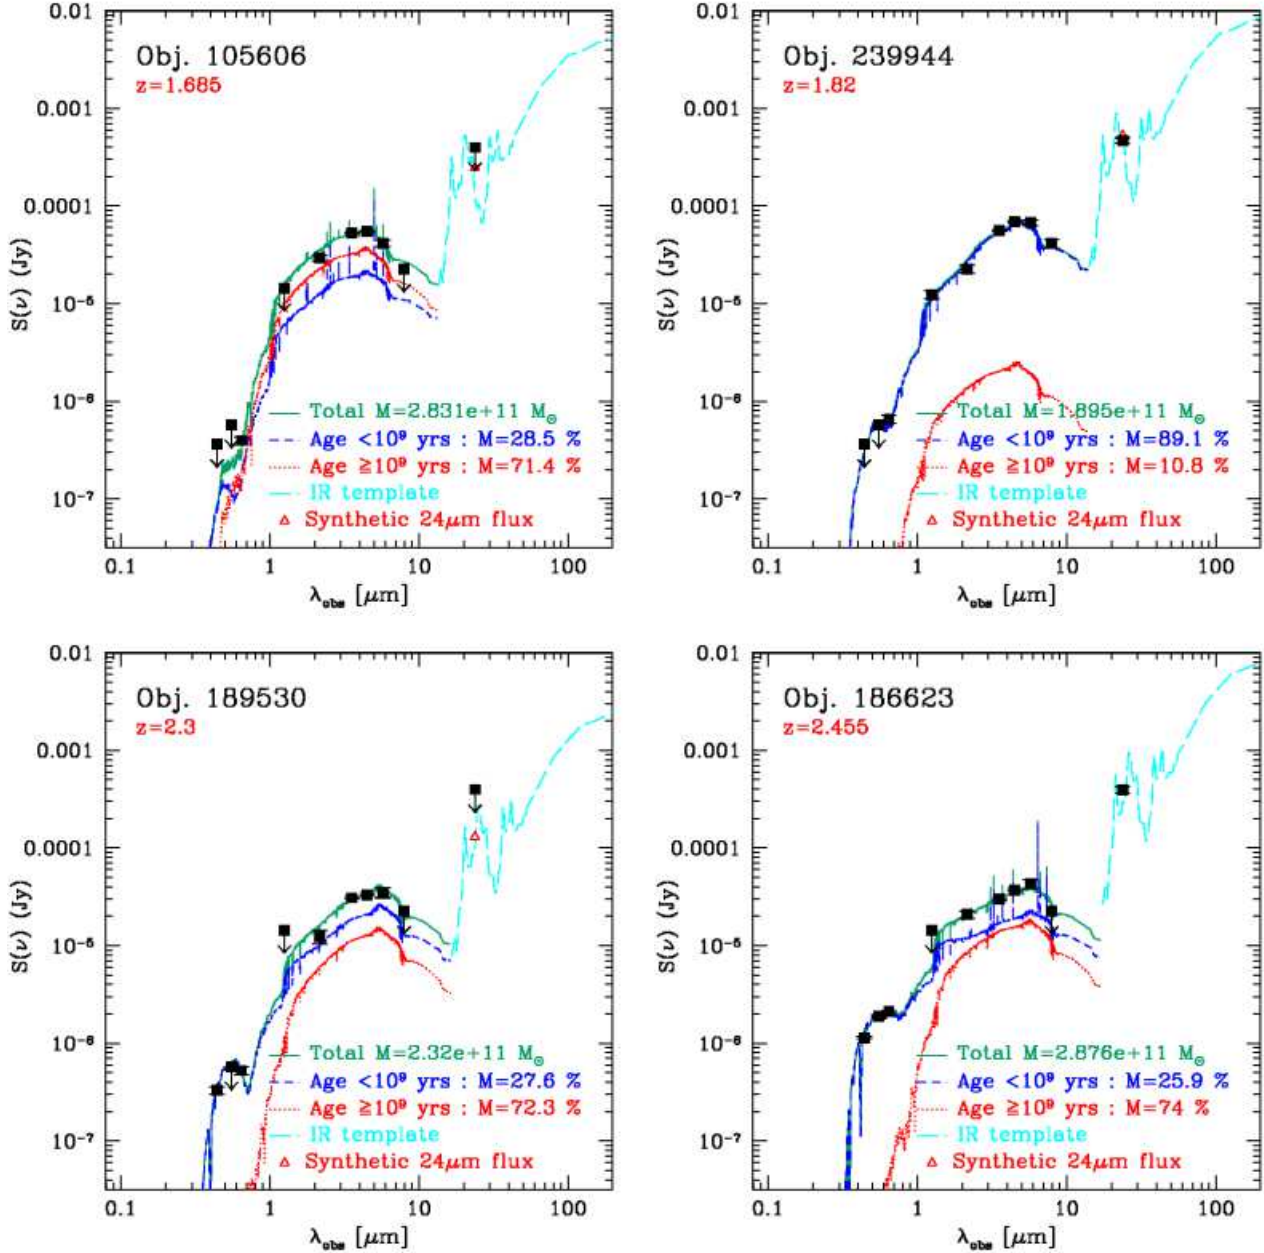 Obj. 105606
z=1.685
0.01
0.001
0.0001
10⁻⁵
10⁻⁶
10⁻⁷
S(ν) (Jy)
Total M=2.831e+11 M⊙
Age <10⁹ yrs : M=28.5 %
Age ≧10⁹ yrs : M=71.4 %
IR template
Synthetic 24μm flux
0.1 1 10 100
λobs [μm]
Obj. 239944
z=1.82
0.01
0.001
0.0001
10⁻⁵
10⁻⁶
10⁻⁷
S(ν) (Jy)
Total M=1.895e+11 M⊙
Age <10⁹ yrs : M=89.1 %
Age ≧10⁹ yrs : M=10.8 %
IR template
Synthetic 24μm flux
0.1 1 10 100
λobs [μm]
Obj. 189530
z=2.3
0.01
0.001
0.0001
10⁻⁵
10⁻⁶
10⁻⁷
S(ν) (Jy)
Total M=2.32e+11 M⊙
Age <10⁹ yrs : M=27.6 %
Age ≧10⁹ yrs : M=72.3 %
IR template
Synthetic 24μm flux
0.1 1 10 100
λobs [μm]
Obj. 186623
z=2.455
0.01
0.001
0.0001
10⁻⁵
10⁻⁶
10⁻⁷
S(ν) (Jy)
Total M=2.876e+11 M⊙
Age <10⁹ yrs : M=25.9 %
Age ≧10⁹ yrs : M=74 %
IR template
Synthetic 24μm flux
0.1 1 10 100
λobs [μm]